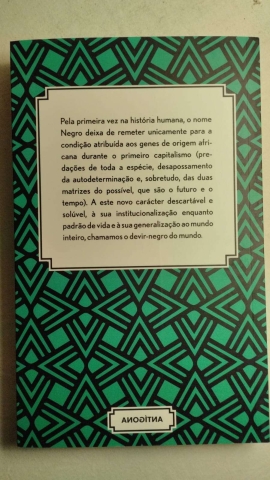 Pela primeira vez na história humana, o nome
Negro deixa de remeter unicamente para a
condição atribuída aos genes de origem afri-
cana durante o primeiro capitalismo (pre-
dações de toda a espécie, desapossamento
da autodeterminação e, sobretudo, das duas
matrizes do possível, que são o futuro e o
tempo). A este novo carácter descartável e
solúvel, à sua institucionalização enquanto
padrão de vida e à sua generalização ao mundo
inteiro, chamamos o devir-negro do mundo.
ANTÍGONA